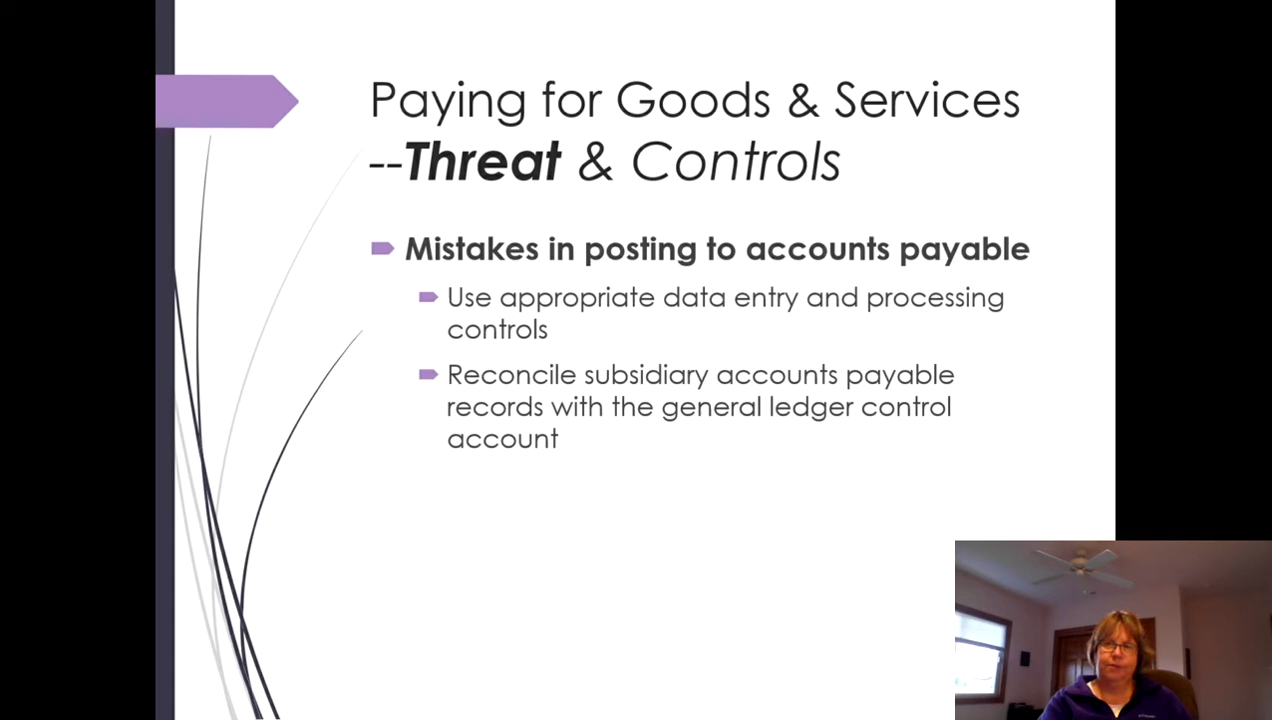 Paying for Goods & Services
--Threat & Controls
Mistakes in posting to accounts payable
Use appropriate data entry and processing
controls
Reconcile subsidiary accounts payable
records with the general ledger control
account